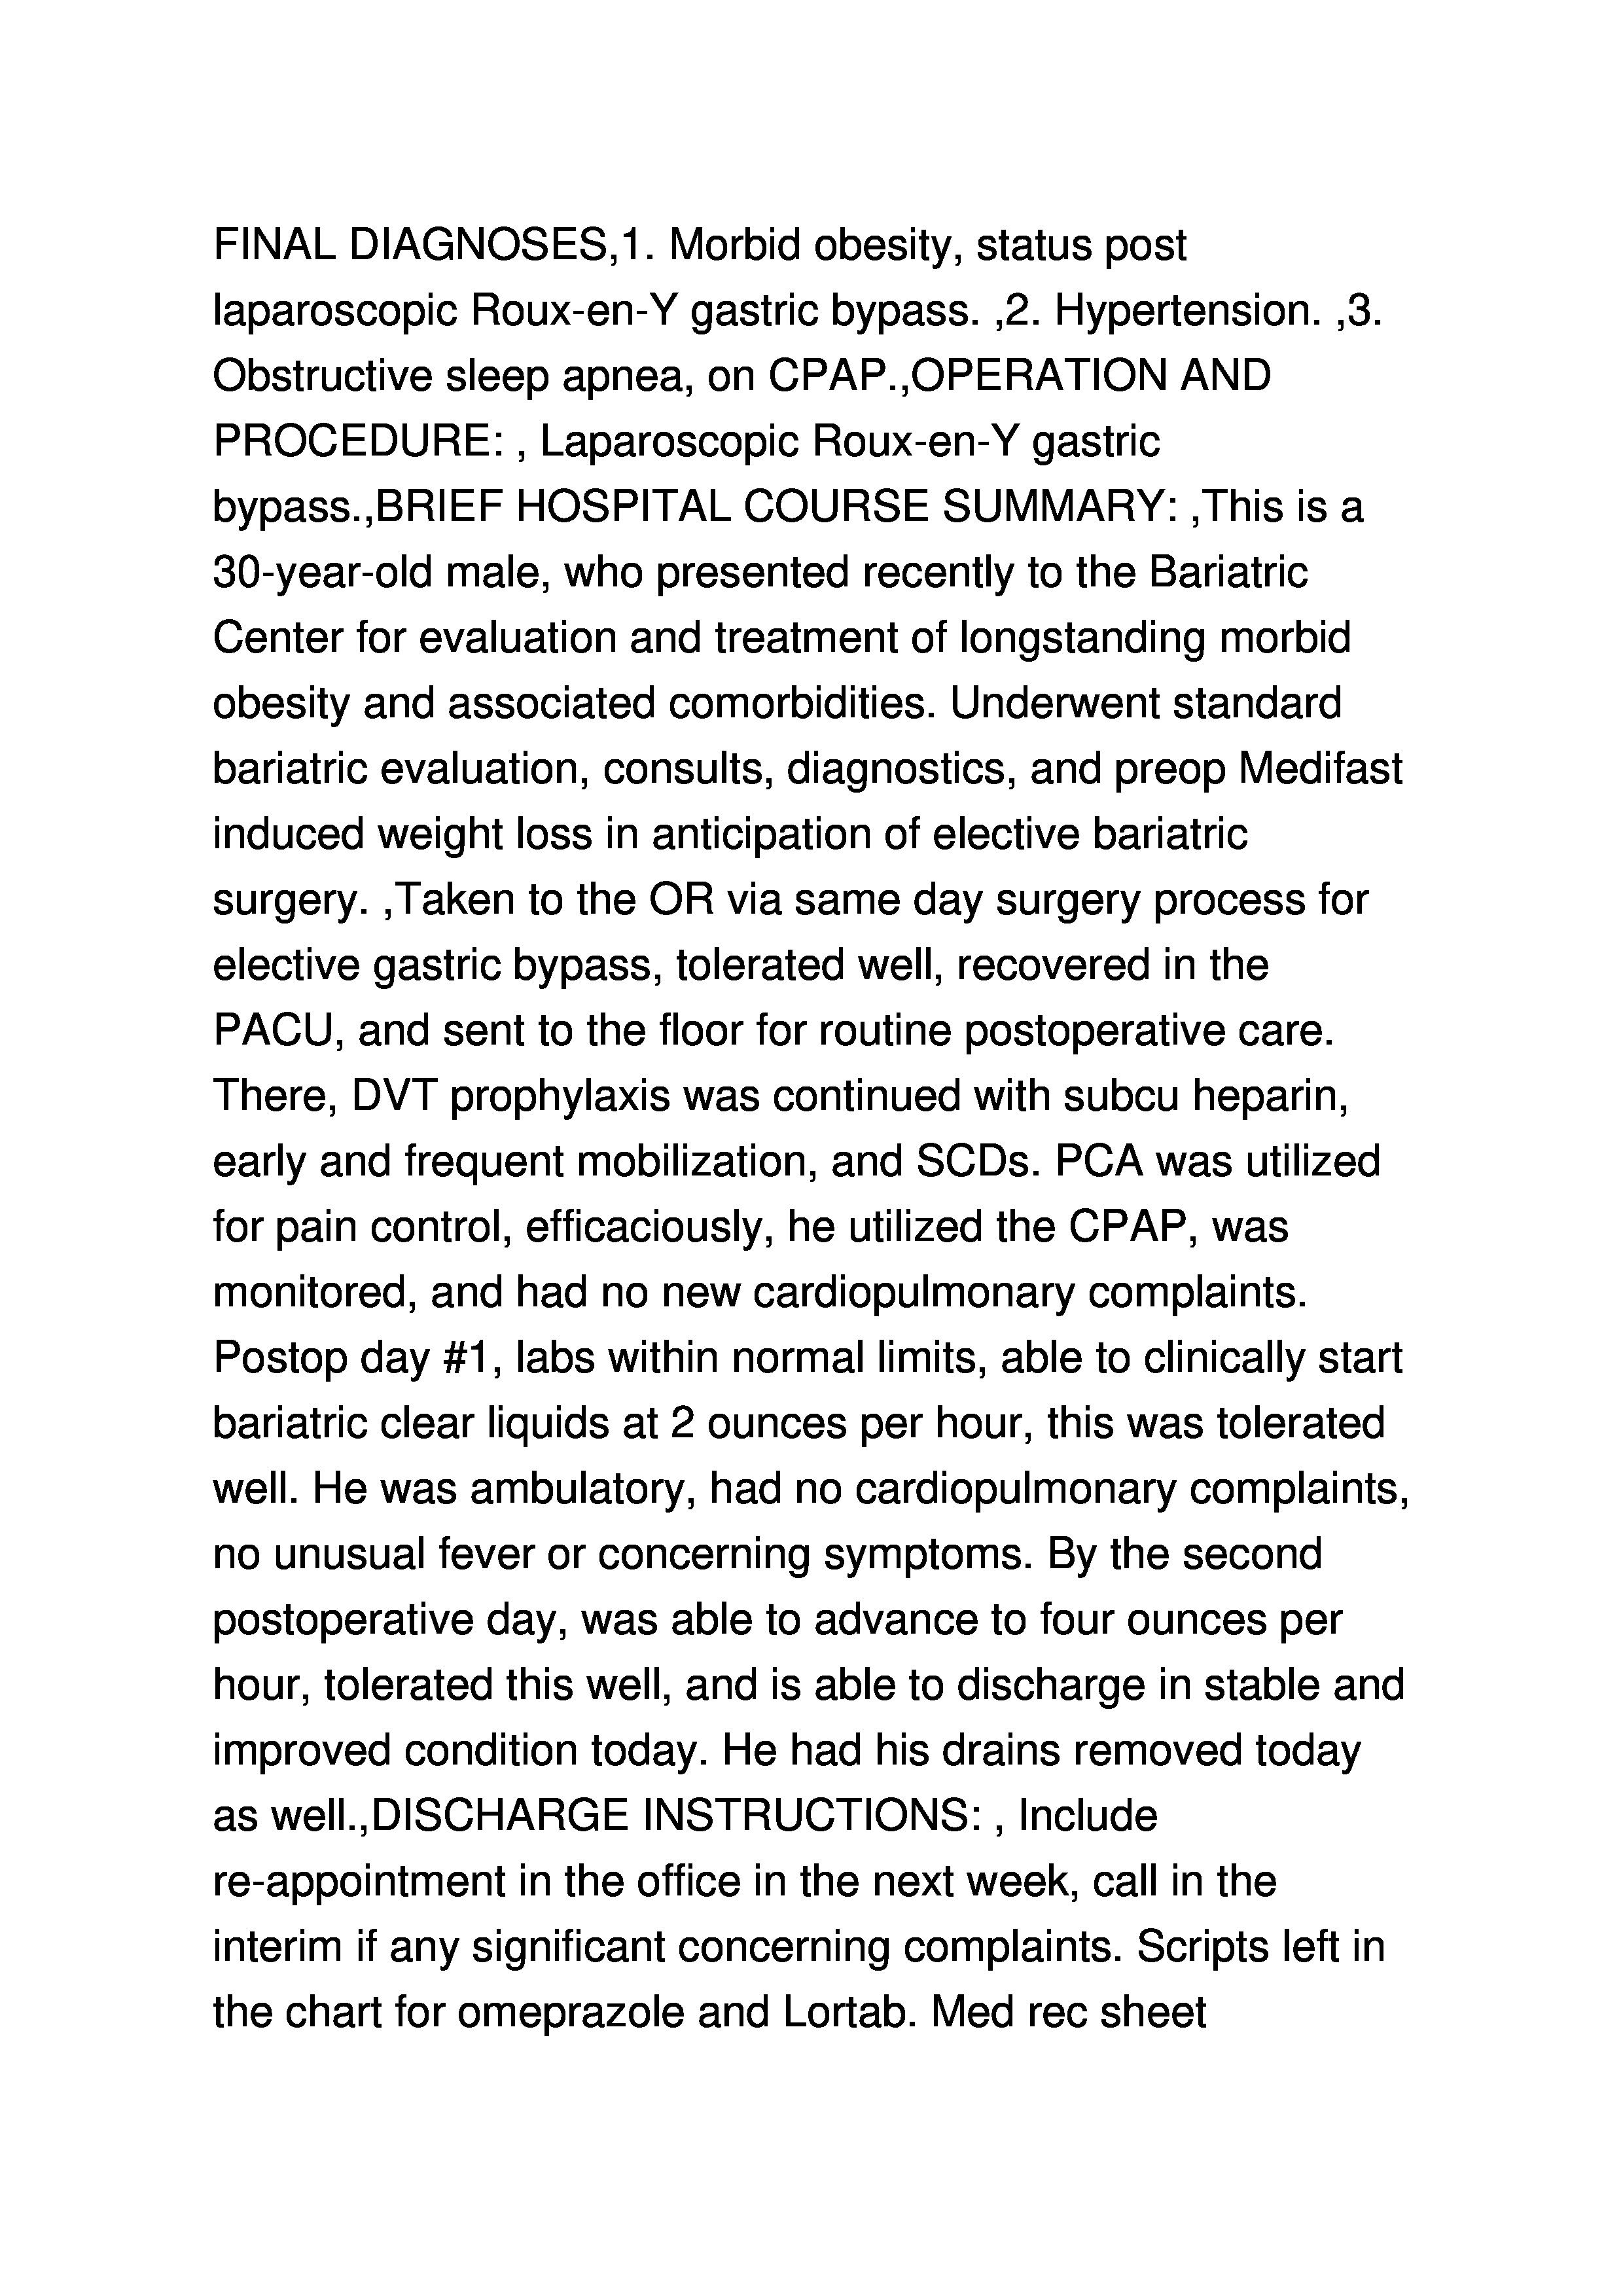 FINAL DIAGNOSES,1. Morbid obesity, status post
laparoscopic Roux-en-Y gastric bypass. ,2. Hypertension. ,3.
Obstructive sleep apnea, on CPAP.,OPERATION AND
PROCEDURE: , Laparoscopic Roux-en-Y gastric
bypass.,BRIEF HOSPITAL COURSE SUMMARY: ,This is a
30-year-old male, who presented recently to the Bariatric
Center for evaluation and treatment of longstanding morbid
obesity and associated comorbidities. Underwent standard
bariatric evaluation, consults, diagnostics, and preop Medifast
induced weight loss in anticipation of elective bariatric
surgery. ,Taken to the OR via same day surgery process for
elective gastric bypass, tolerated well, recovered in the
PACU, and sent to the floor for routine postoperative care.
There, DVT prophylaxis was continued with subcu heparin,
early and frequent mobilization, and SCDs. PCA was utilized
for pain control, efficaciously, he utilized the CPAP, was
monitored, and had no new cardiopulmonary complaints.
Postop day #1, labs within normal limits, able to clinically start
bariatric clear liquids at 2 ounces per hour, this was tolerated
well. He was ambulatory, had no cardiopulmonary complaints,
no unusual fever or concerning symptoms. By the second
postoperative day, was able to advance to four ounces per
hour, tolerated this well, and is able to discharge in stable and
improved condition today. He had his drains removed today
as well.,DISCHARGE INSTRUCTIONS: , Include
re-appointment in the office in the next week, call in the
interim if any significant concerning complaints. Scripts left in
the chart for omeprazole and Lortab. Med rec sheet